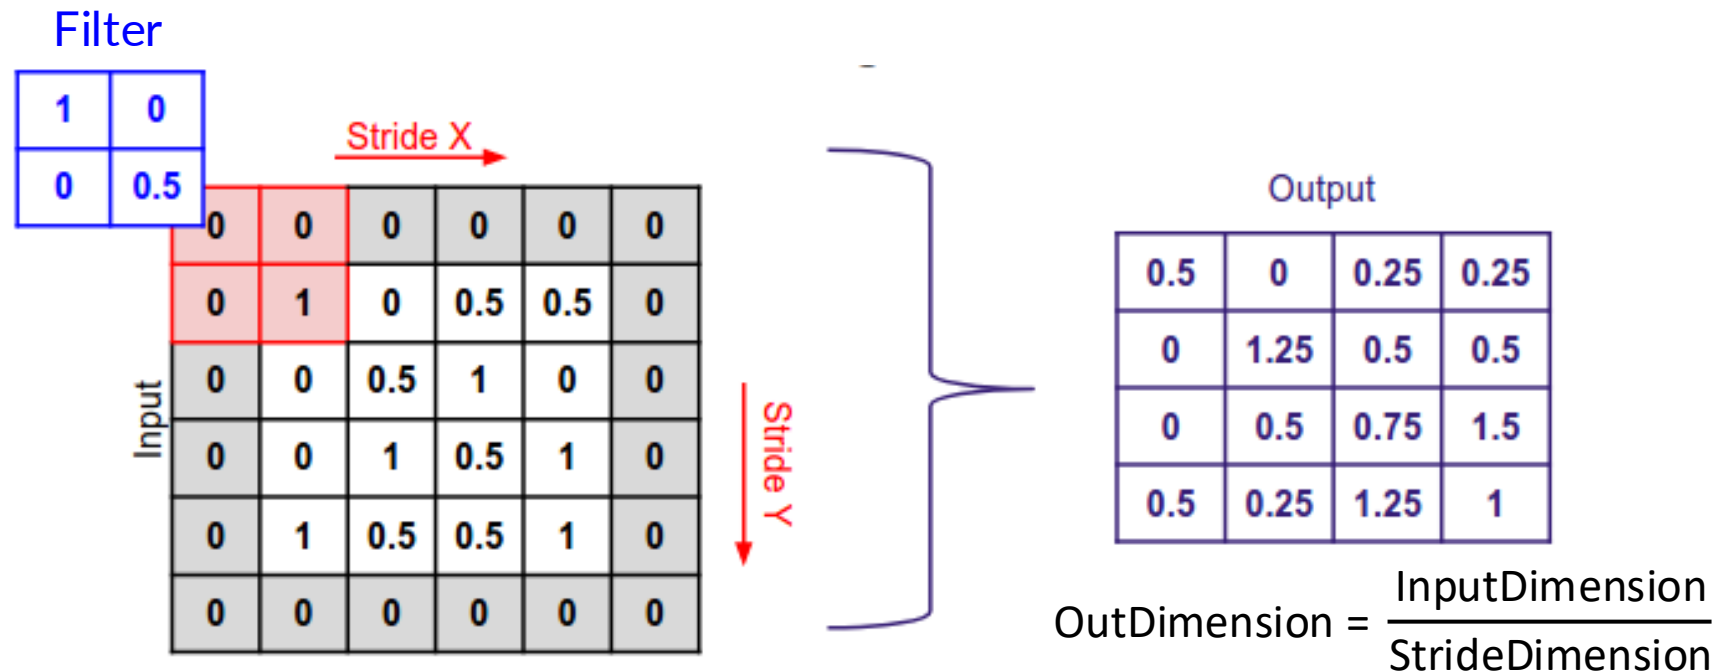 Filter
1 0
0 0.5
Stride X
Input
0 0 0 0 0 0
0 1 0 0.5 0.5 0
0 0 0.5 1 0 0
0 0 1 0.5 1 0
0 1 0.5 0.5 1 0
0 0 0 0 0 0
Stride Y
Output
0.5 0 0.25 0.25
0 1.25 0.5 0.5
0 0.5 0.75 1.5
0.5 0.25 1.25 1
OutDimension = InputDimension
StrideDimension